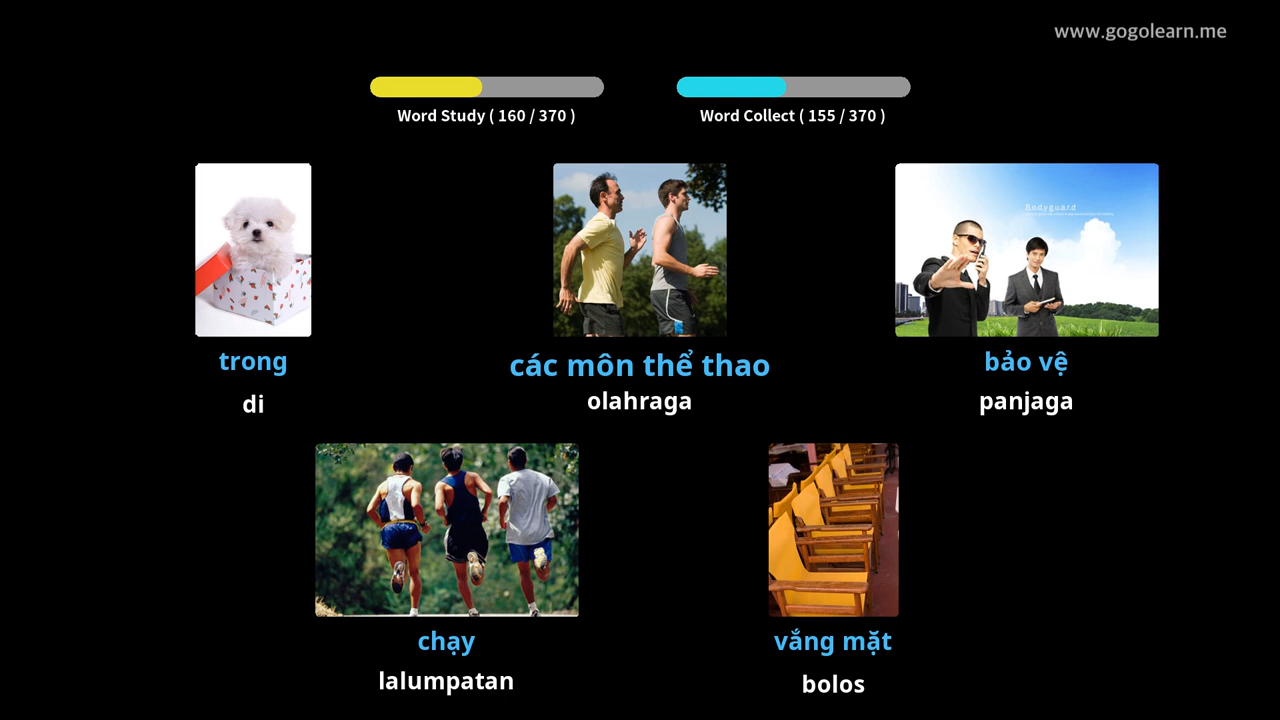 www.gogolearn.me
Word Study ( 160 / 370 )
Word Collect ( 155 / 370 )
Bodyguard
trong
di
các môn thể thao
olahraga
bảo vệ
panjaga
chạy
lalumpatan
vắng mặt
bolos